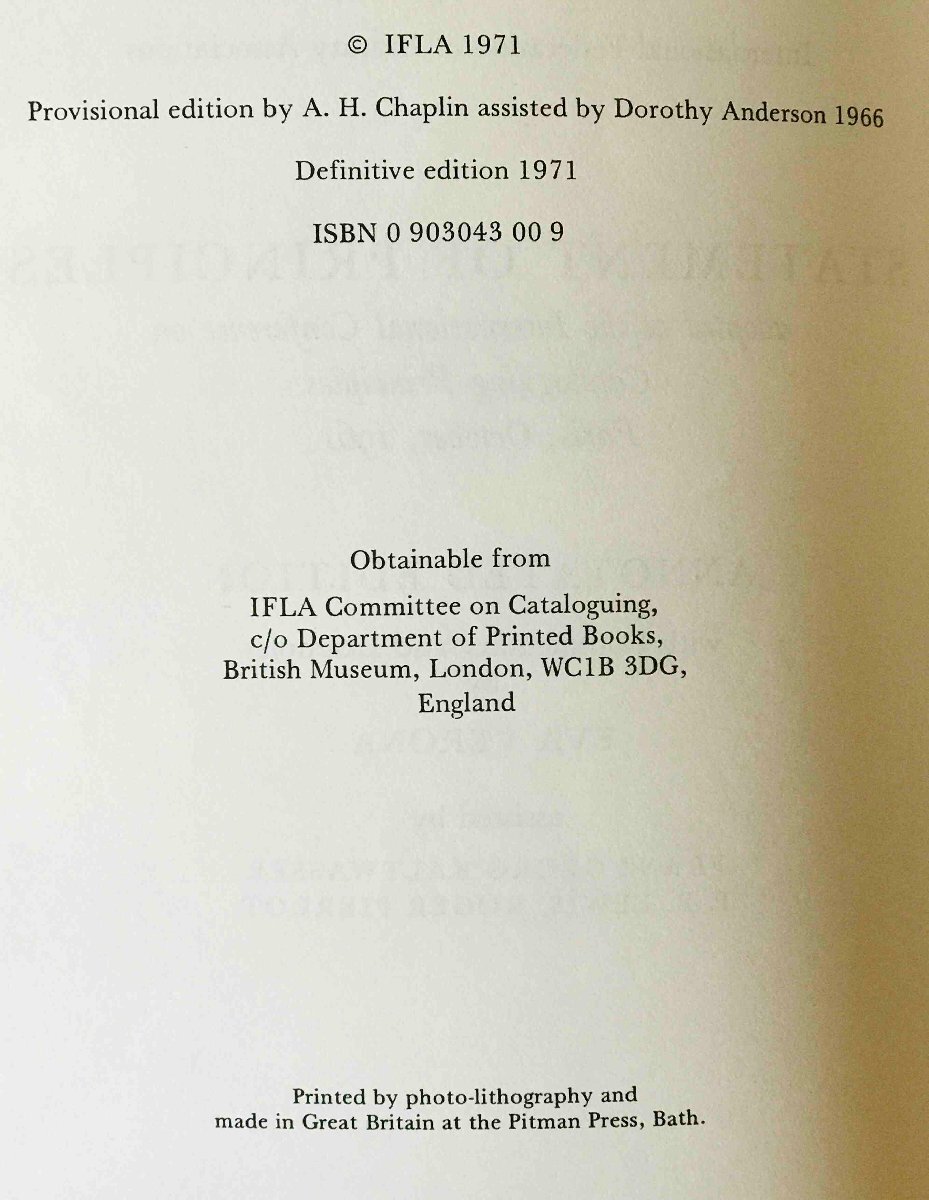 © IFLA 1971
Provisional edition by A. H. Chaplin assisted by Dorothy Anderson 1966
Definitive edition 1971
ISBN 0 903043 00 9
Obtainable from
IFLA Committee on Cataloguing,
c/o Department of Printed Books,
British Museum, London, WC1B 3DG,
England
Printed by photo-lithography and
made in Great Britain at the Pitman Press, Bath.